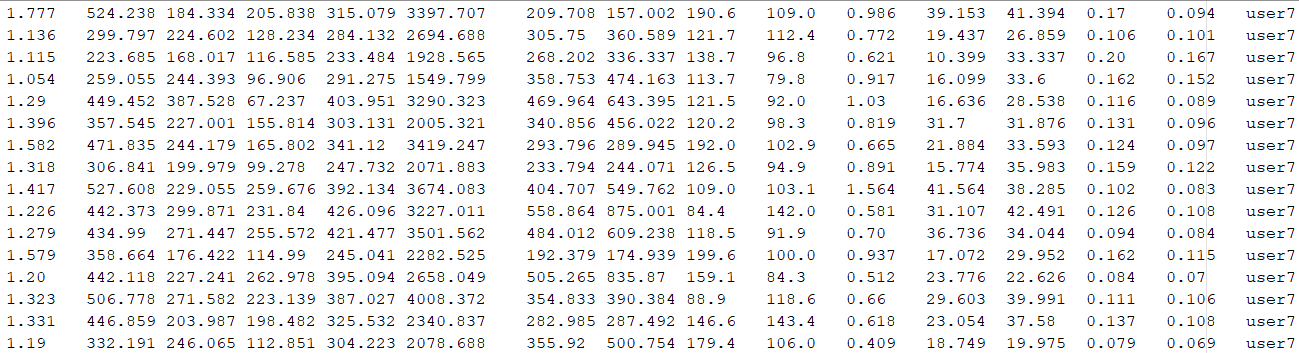 1.777 524.238 184.334 205.838 315.079 3397.707 209.708 157.002 190.6 109.0 0.986 39.153 41.394 0.17 0.094 user7
1.136 299.797 224.602 128.234 284.132 2694.688 305.75 360.589 121.7 112.4 0.772 19.437 26.859 0.106 0.101 user7
1.115 223.685 168.017 116.585 233.484 1928.565 268.202 336.337 138.7 96.8 0.621 10.399 33.337 0.20 0.167 user7
1.054 259.055 244.393 96.906 291.275 1549.799 358.753 474.163 113.7 79.8 0.917 16.099 33.6 0.162 0.152 user7
1.29 449.452 387.528 67.237 403.951 3290.323 469.964 643.395 121.5 92.0 1.03 16.636 28.538 0.116 0.089 user7
1.396 357.545 227.001 155.814 303.131 2005.321 340.856 456.022 120.2 98.3 0.819 31.7 31.876 0.131 0.096 user7
1.582 471.835 244.179 165.802 341.12 3419.247 293.796 289.945 192.0 102.9 0.665 21.884 33.593 0.124 0.097 user7
1.318 306.841 199.979 99.278 247.732 2071.883 233.794 244.071 126.5 94.9 0.891 15.774 35.983 0.159 0.122 user7
1.417 527.608 229.055 259.676 392.134 3674.083 404.707 549.762 109.0 103.1 1.564 41.564 38.285 0.102 0.083 user7
1.226 442.373 299.871 231.84 426.096 3227.011 558.864 875.001 84.4 142.0 0.581 31.107 42.491 0.126 0.108 user7
1.279 434.99 271.447 255.572 421.477 3501.562 484.012 609.238 118.5 91.9 0.70 36.736 34.044 0.094 0.084 user7
1.579 358.664 176.422 114.99 245.041 2282.525 192.379 174.939 199.6 100.0 0.937 17.072 29.952 0.162 0.115 user7
1.20 442.118 227.241 262.978 395.094 2658.049 505.265 835.87 159.1 84.3 0.512 23.776 22.626 0.084 0.07 user7
1.323 506.778 271.582 223.139 387.027 4008.372 354.833 390.384 88.9 118.6 0.66 29.603 39.991 0.111 0.106 user7
1.331 446.859 203.987 198.482 325.532 2340.837 282.985 287.492 146.6 143.4 0.618 23.054 37.58 0.137 0.108 user7
1.19 332.191 246.065 112.851 304.223 2078.688 355.92 500.754 179.4 106.0 0.409 18.749 19.975 0.079 0.069 user7